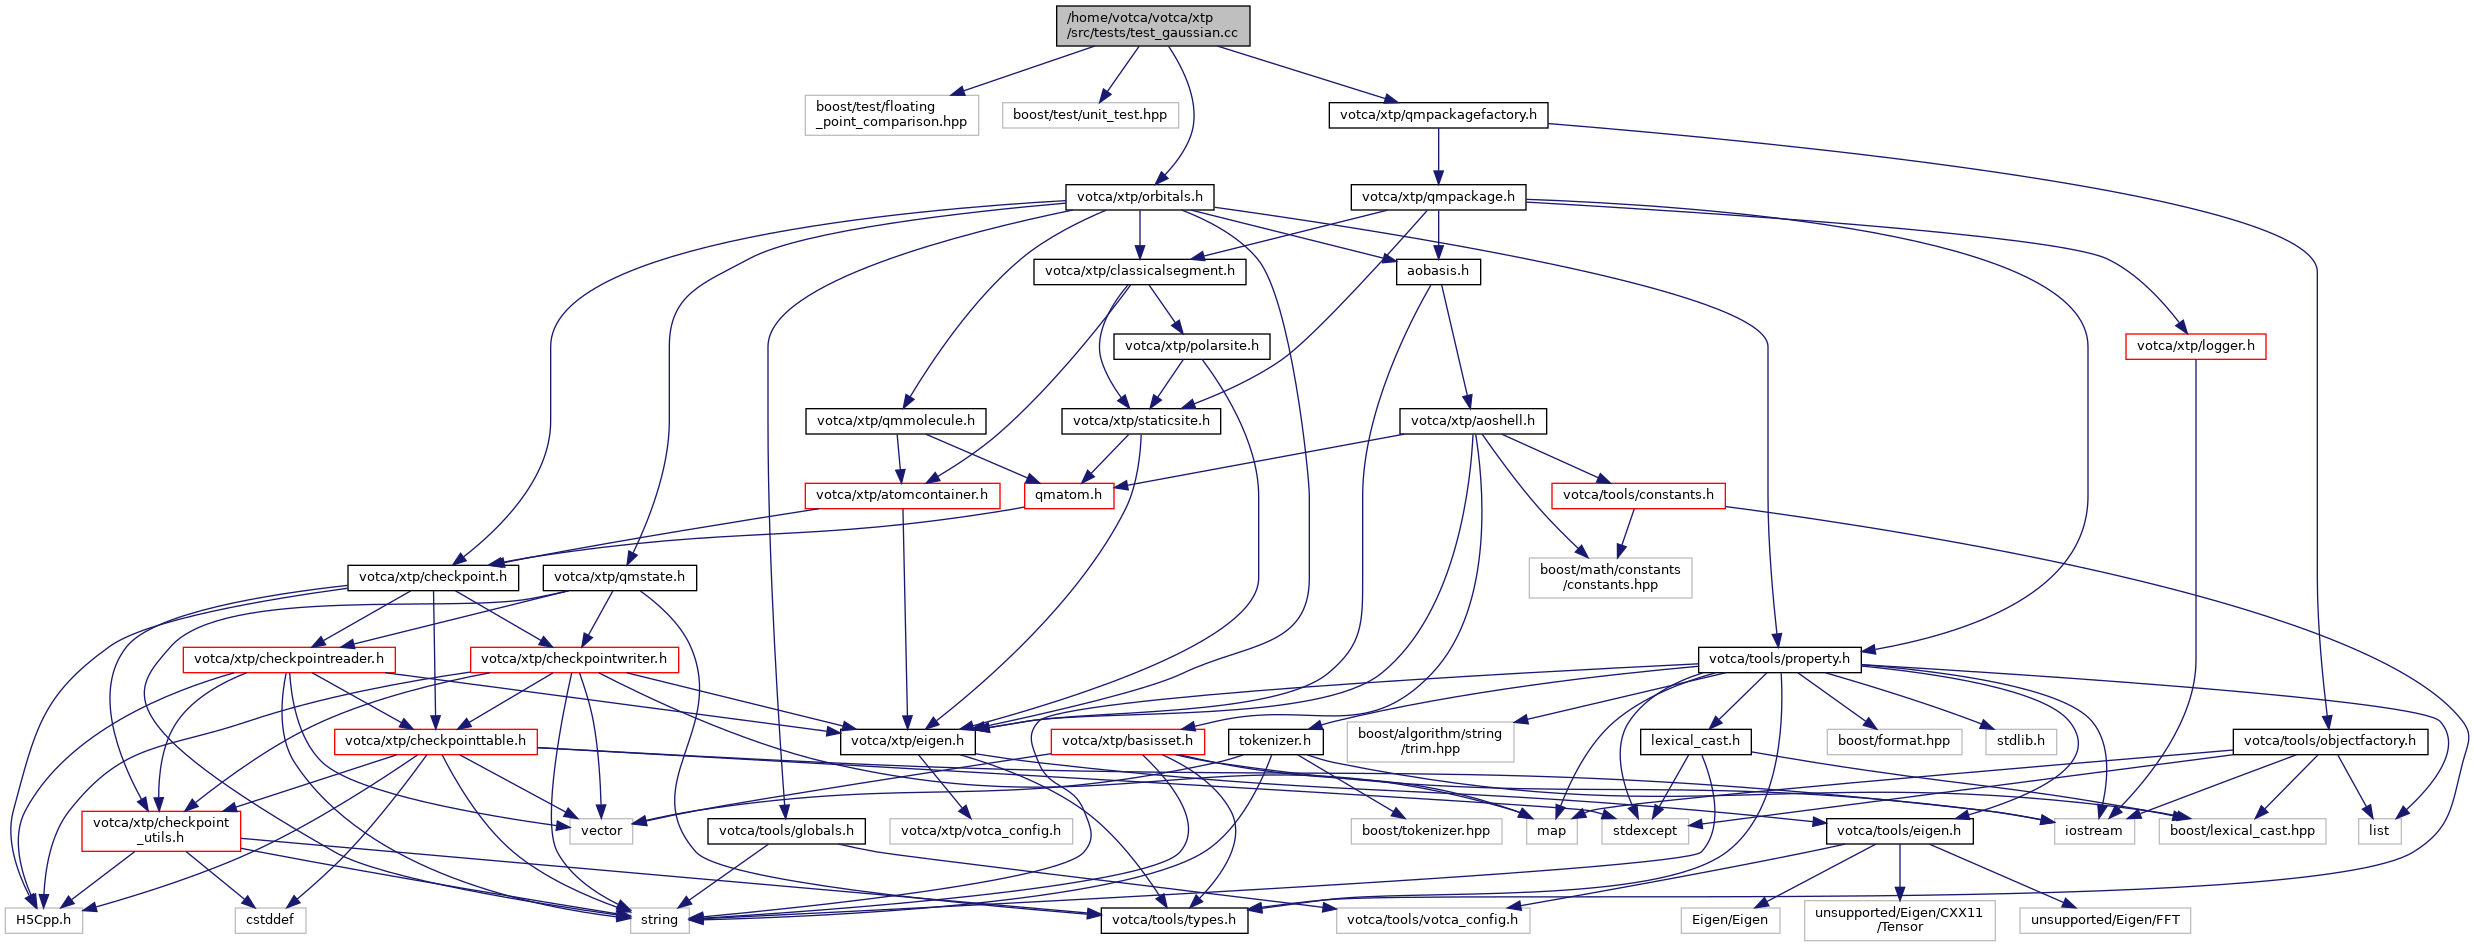 /home/votca/votca/xtp
/src/tests/test_gaussian.cc
boost/test/floating
_point_comparison.hpp
boost/test/unit_test.hpp
votca/xtp/qmpackagefactory.h
votca/xtp/orbitals.h
votca/xtp/qmpackage.h
votca/xtp/classicalsegment.h
aobasis.h
votca/xtp/polarsite.h
votca/xtp/logger.h
votca/xtp/qmmolecule.h
votca/xtp/staticsite.h
votca/xtp/aoshell.h
votca/xtp/atomcontainer.h
qmatom.h
votca/tools/constants.h
votca/xtp/checkpoint.h
votca/xtp/qmstate.h
boost/math/constants
/constants.hpp
votca/xtp/checkpointreader.h
votca/xtp/checkpointwriter.h
votca/tools/property.h
votca/xtp/checkpointtable.h
votca/xtp/eigen.h
votca/xtp/basisset.h
tokenizer.h
boost/algorithm/string
/trim.hpp
lexical_cast.h
boost/format.hpp
stdlib.h
votca/tools/objectfactory.h
votca/xtp/checkpoint
_utils.h
vector
votca/tools/globals.h
votca/xtp/votca_config.h
boost/tokenizer.hpp
map
stdexcept
votca/tools/eigen.h
iostream
boost/lexical_cast.hpp
list
H5Cpp.h
cstddef
string
votca/tools/types.h
votca/tools/votca_config.h
Eigen/Eigen
unsupported/Eigen/CXX11
/Tensor
unsupported/Eigen/FFT